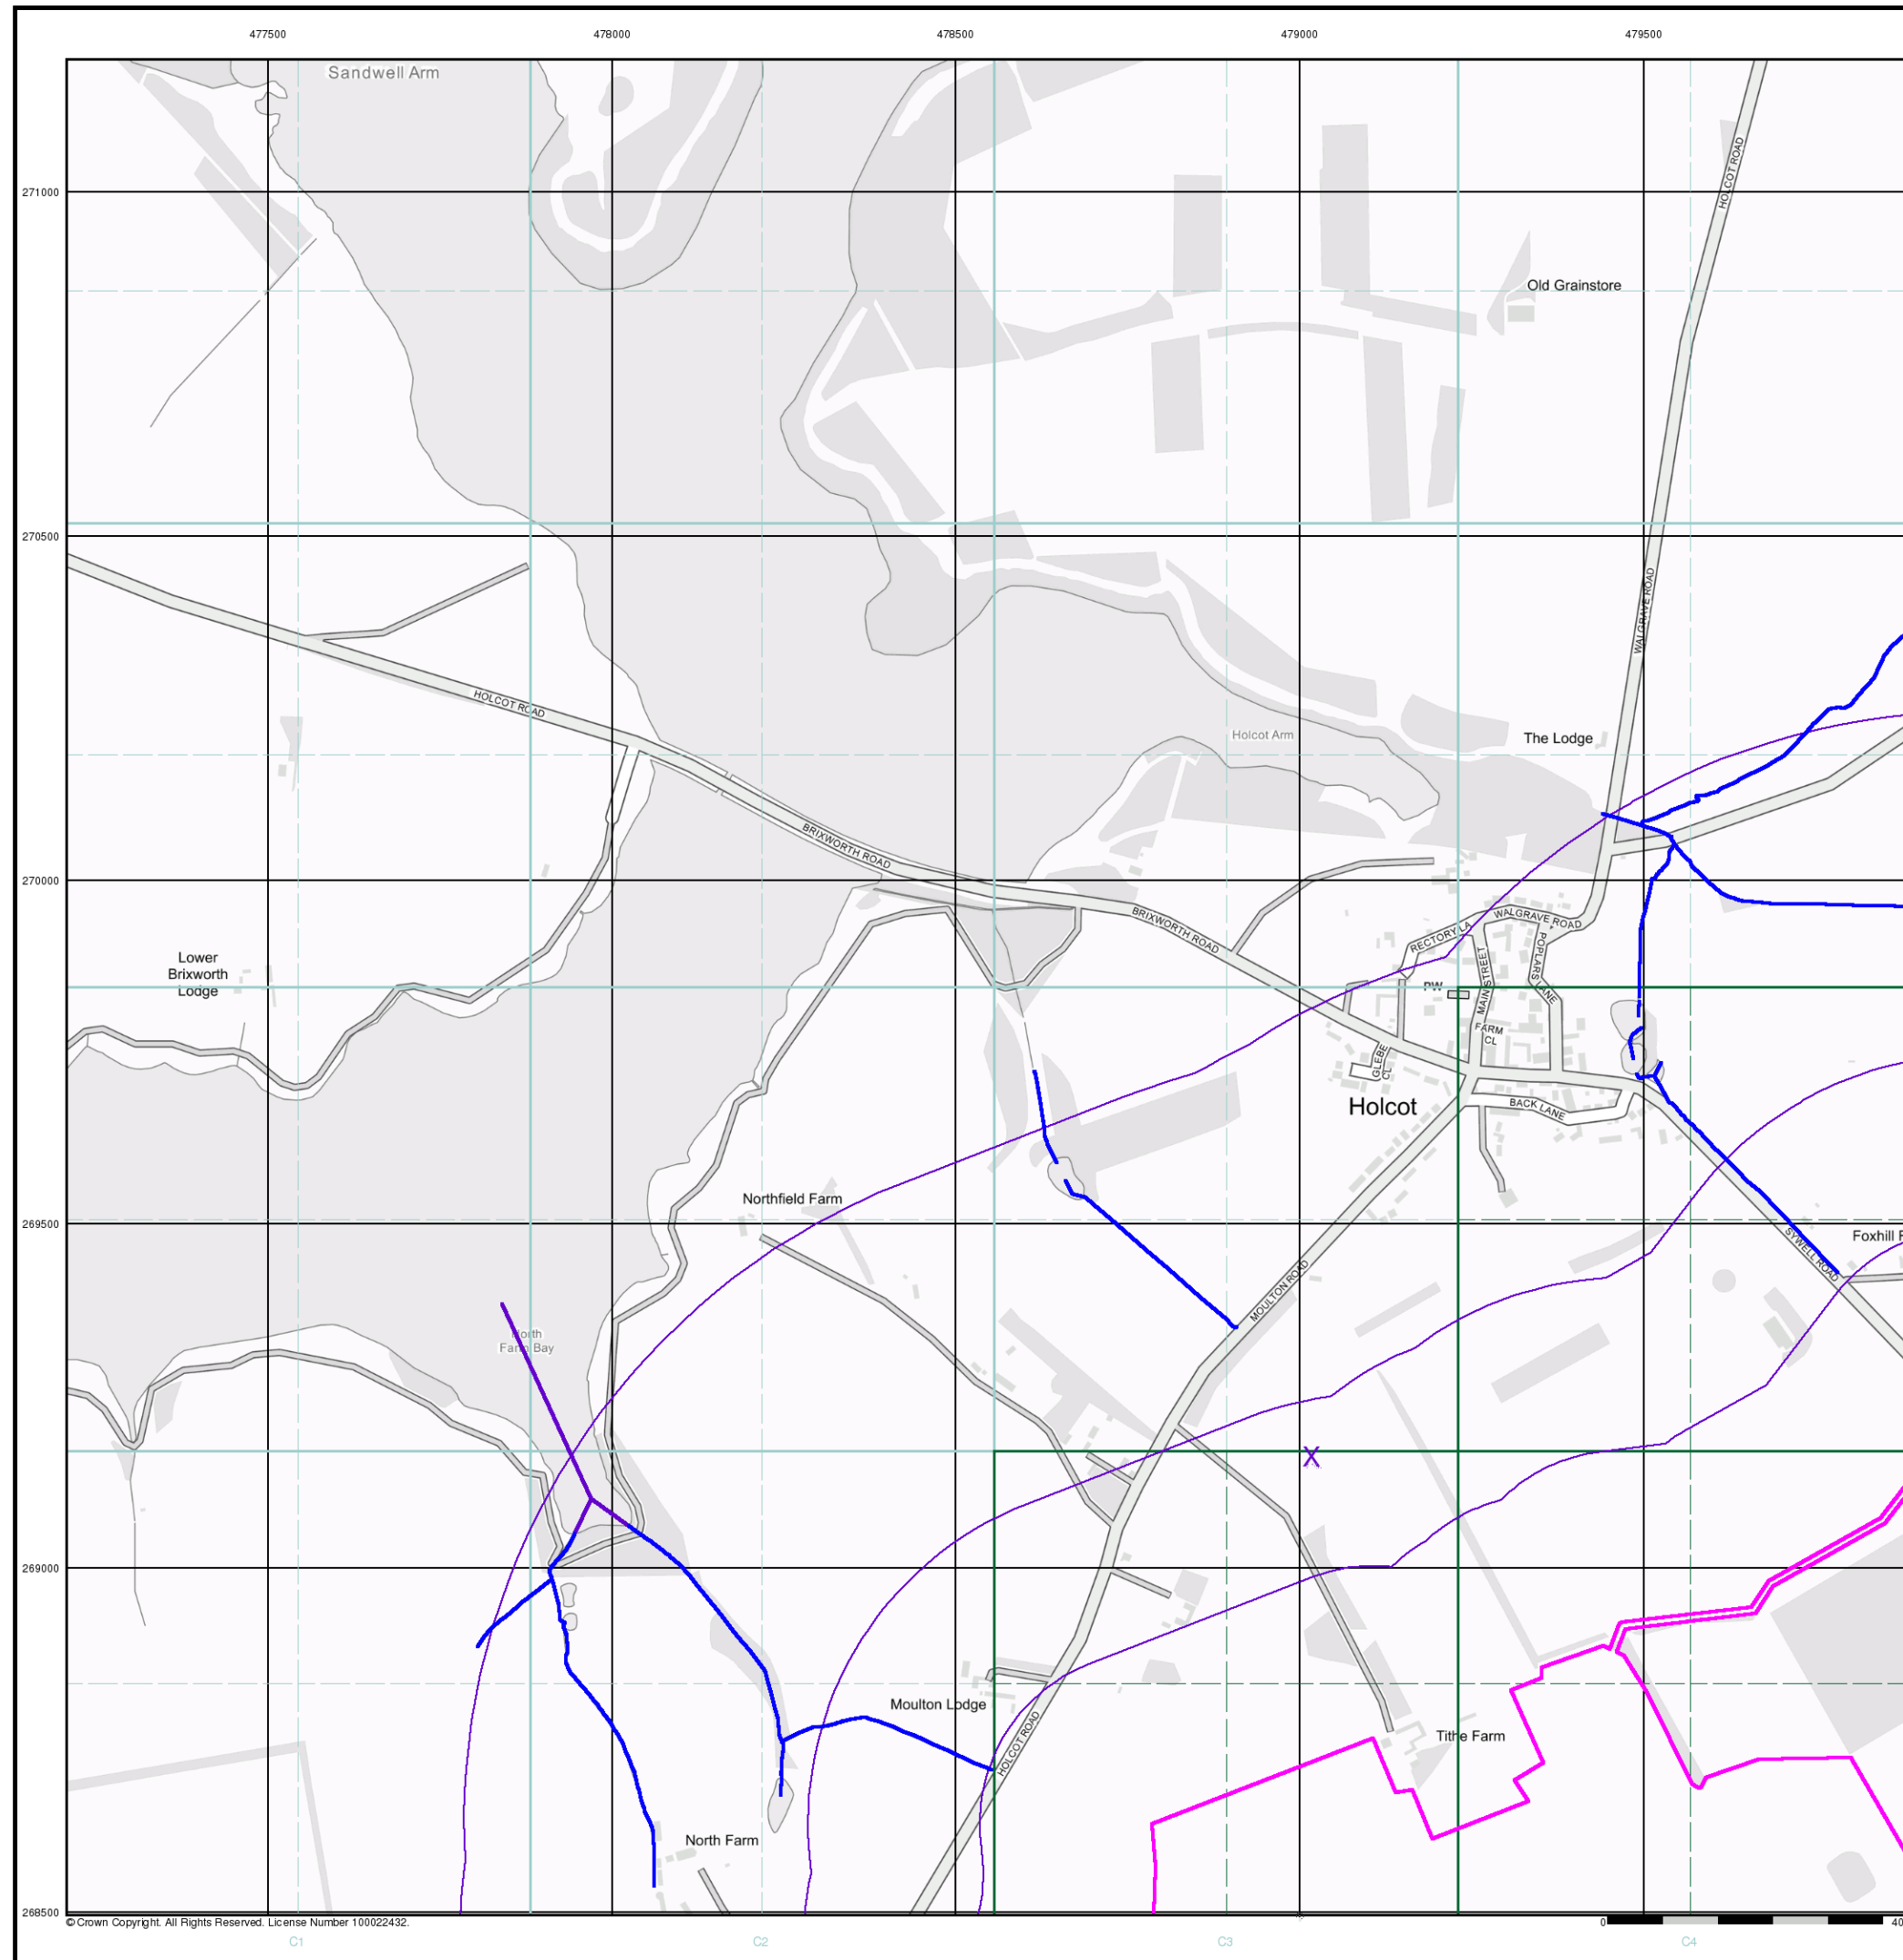 477500 478000 478500 479000 479500
Sandwell Arm
HOLCOT ROAD
271000
Old Grainstore
270500
WALGRAVE ROAD
HOLCOT ROAD
Holcot Arm
The Lodge
BRIXWORTH ROAD
270000
BRIXWORTH ROAD
WALGRAVE ROAD
RECTORY LA
POPLARS LANE
MAIN STREET
Lower
Brixworth
Lodge
PW
FARM
CL
GLEBE
CL
Holcot
BACK LANE
Northfield Farm
269500
SYWELL ROAD
Foxhill F
MOULTON ROAD
North
Farm Bay
X
269000
Moulton Lodge
HOLCOT ROAD
Tithe Farm
North Farm
268500
© Crown Copyright. All Rights Reserved. License Number 100022432.
0 40
C1 C2 C3 C4